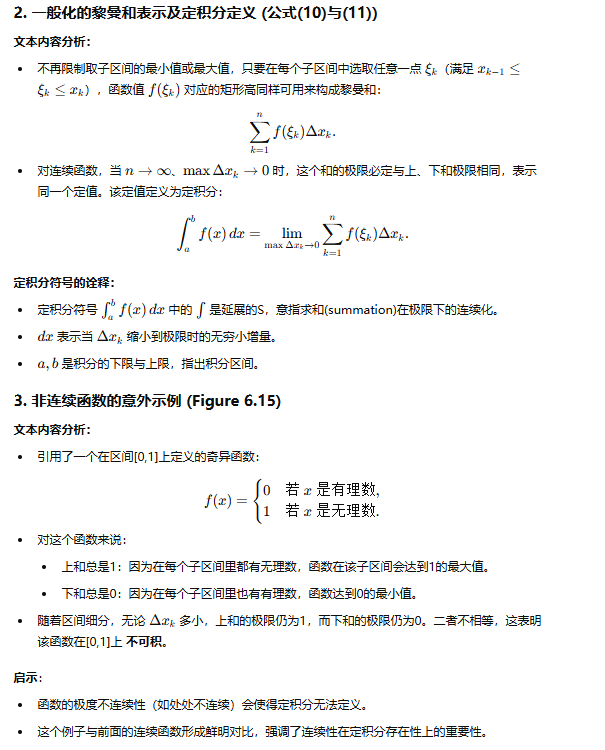 2. 一般化的黎曼和表示及定积分定义 (公式(10)与(11))
文本内容分析：
• 不再限制取子区间的最小值或最大值，只要在每个子区间中选取任意一点 ξ_k（满足 x_{k−1} ≤
ξ_k ≤ x_k），函数值 f(ξ_k) 对应的矩形高同样可用来构成黎曼和：
∑_{k=1}^{n} f(ξ_k)Δx_k.
• 对连续函数，当 n → ∞、max Δx_k → 0 时，这个和的极限必定与上、下和极限相同，表示
同一个定值。该定值定义为定积分：
∫_a^b f(x) dx = lim_{max Δx_k→0} ∑_{k=1}^{n} f(ξ_k)Δx_k.
定积分符号的诠释：
• 定积分符号 ∫_a^b f(x) dx 中的 ∫ 是延展的S，意指求和(summation)在极限下的连续化。
• dx 表示当 Δx_k 缩小到极限时的无穷小增量。
• a, b 是积分的下限与上限，指出积分区间。
3. 非连续函数的意外示例 (Figure 6.15)
文本内容分析：
• 引用了一个在区间[0,1]上定义的奇异函数：
f(x) = { 0 若 x 是有理数,
1 若 x 是无理数.
• 对这个函数来说：
• 上和总是1：因为在每个子区间里都有无理数，函数在该子区间会达到1的最大值。
• 下和总是0：因为在每个子区间里也有有理数，函数达到0的最小值。
• 随着区间细分，无论 Δx_k 多小，上和的极限仍为1，而下和的极限仍为0。二者不相等，这表明
该函数在[0,1]上 不可积。
启示：
• 函数的极度不连续性（如处处不连续）会使得定积分无法定义。
• 这个例子与前面的连续函数形成鲜明对比，强调了连续性在定积分存在性上的重要性。